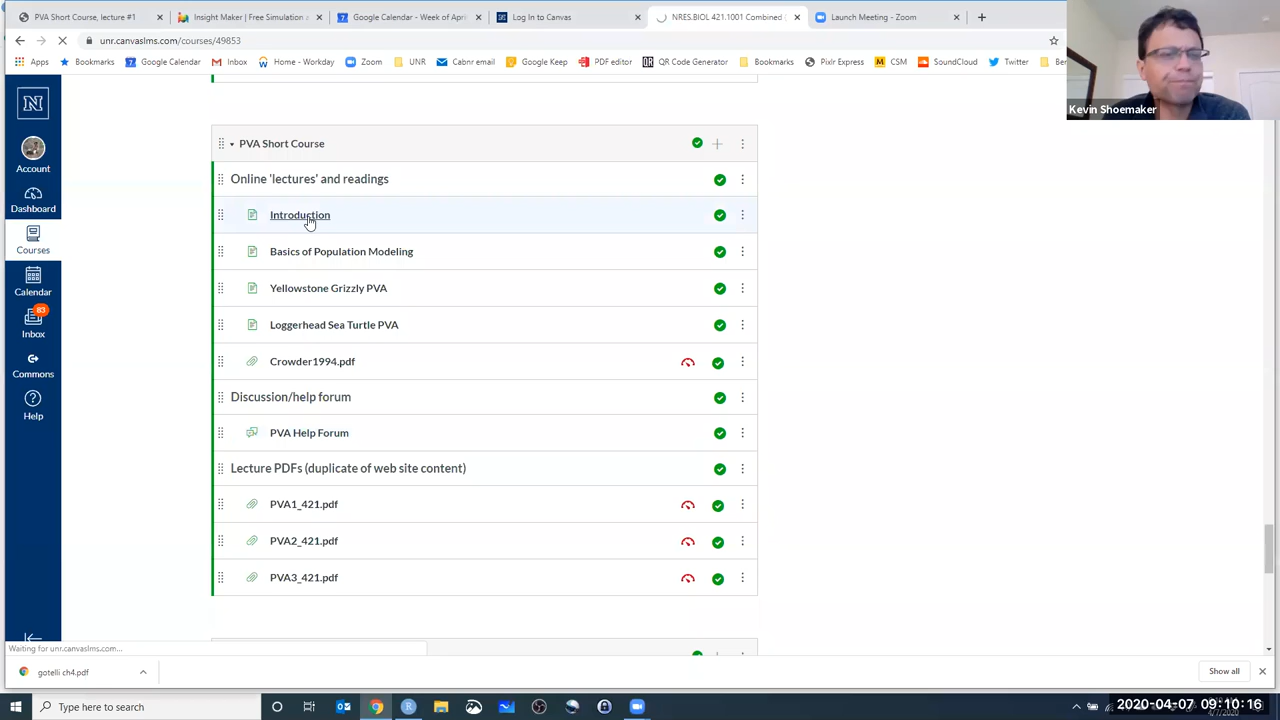 PVA Short Course, lecture #1
Insight Maker | Free Simulation
Google Calendar - Week of Apri
Log In to Canvas
NRES.BIOL 421.1001 Combined
Launch Meeting - Zoom
unr.canvaslms.com/courses/49853
Apps
Bookmarks
Google Calendar
Inbox
Home - Workday
Zoom
UNR
Cabnr email
Google Keep
PDF editor
QR Code Generator
Bookmarks
Pixlr Express
CSM
SoundCloud
Twitter
Ber
Kevin Shoemaker
N
Account
Dashboard
Courses
Calendar
83
Inbox
Commons
Help
PVA Short Course
Online 'lectures' and readings
Introduction
Basics of Population Modeling
Yellowstone Grizzly PVA
Loggerhead Sea Turtle PVA
Crowder1994.pdf
Discussion/help forum
PVA Help Forum
Lecture PDFs (duplicate of web site content)
PVA1_421.pdf
PVA2_421.pdf
PVA3_421.pdf
Waiting for unr.canvaslms.com...
gotelli ch4.pdf
Show all
Type here to search
2020-04-07 09:10:16